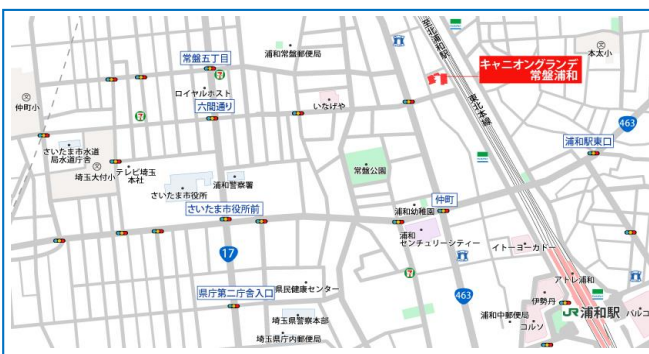 至北浦和駅
本太小
常盤五丁目
浦和常盤郵便局
キャニオングランデ
常盤浦和
ロイヤルホスト
六間通り
いなげや
仲町小
東北本線
463
浦和駅東口
さいたま市水道
局水道庁舎
埼玉大付小
テレビ埼玉
本社
さいたま市役所
浦和警察署
常盤公園
さいたま市役所前
浦和幼稚園
仲町
浦和
センチュリーシティー
イトーヨーカドー
17
県庁第二庁舎入口
県民健康センター
463
アトレ浦和
伊勢丹
埼玉県警察本部
浦和中郵便局
コルソ
JR浦和駅
パルコ
埼玉県庁内郵便局